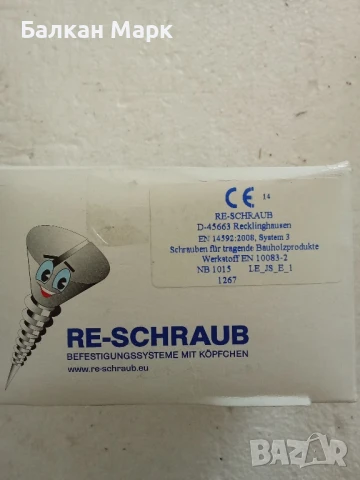 Балкан Марк
CE 14
RE-SCHRAUB
D-45663 Recklinghausen
EN 14592:2008, System 3
Schrauben für tragende Bauholzprodukte
Werkstoff EN 10083-2
NB 1015 LE_JS_E_1
1267
RE-SCHRAUB
BEFESTIGUNGSSYSTEME MIT KÖPFCHEN
www.re-schraub.eu
BAZAR